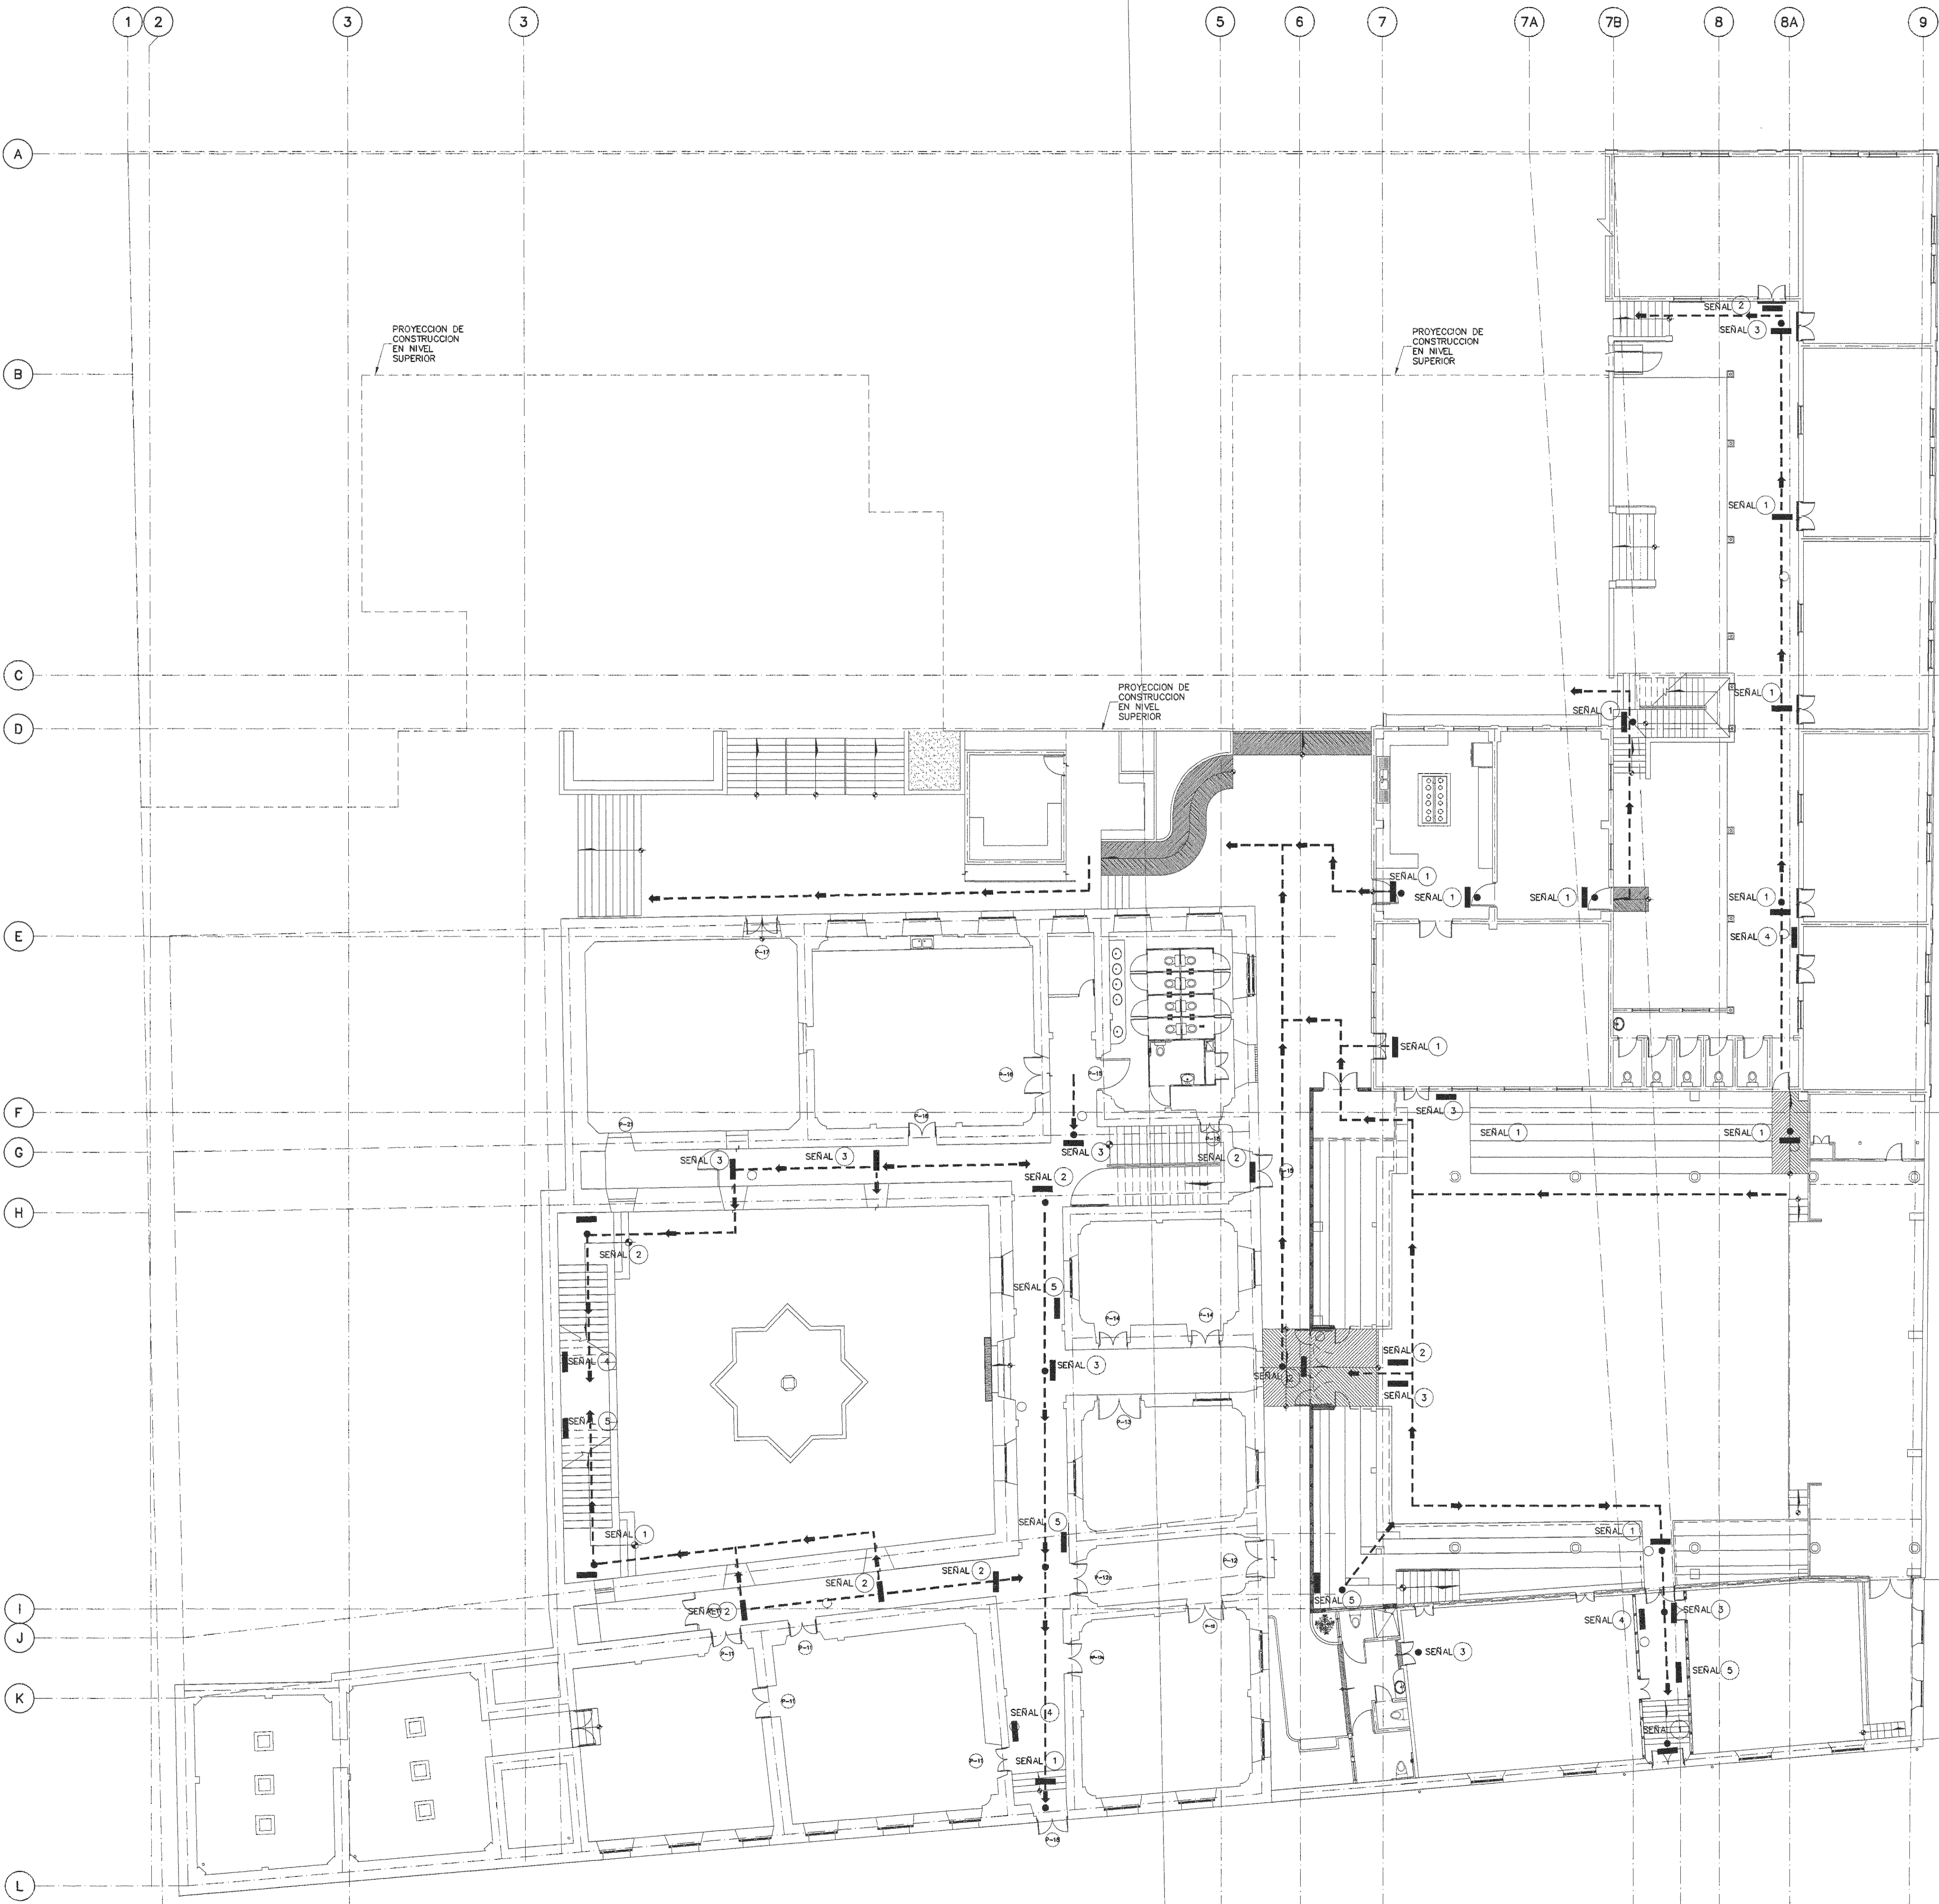 1 2 3 3 5 6 7 7A 7B 8 8A 9
A
SEÑAL 2
SEÑAL 3
PROYECCION DE
CONSTRUCCION
EN NIVEL
SUPERIOR
PROYECCION DE
CONSTRUCCION
EN NIVEL
SUPERIOR
B
SEÑAL 1
C
PROYECCION DE
CONSTRUCCION
EN NIVEL
SUPERIOR
SEÑAL 1
SEÑAL 1
D
SEÑAL 1
SEÑAL 1
SEÑAL 1
SEÑAL 1
E
SEÑAL 4
P-17
SEÑAL 1
P-16
P-15
F
SEÑAL 3
P-16
P-21
SEÑAL 1
SEÑAL 1
P-15
G
SEÑAL 3
SEÑAL 3
SEÑAL 3
SEÑAL 2
P-15
SEÑAL 2
H
SEÑAL 2
SEÑAL 5
P-14
P-14
SEÑAL 4
SEÑAL 3
SEÑAL 2
SEÑAL 2
SEÑAL 3
SEÑAL 5
P-13
SEÑAL 5
SEÑAL 1
SEÑAL 1
P-12
SEÑAL 2
SEÑAL 2
SEÑAL 5
I
SEÑAL 2
SEÑAL 4
SEÑAL 3
J
P-11
P-11
SEÑAL 3
SEÑAL 5
K
P-11
SEÑAL 4
SEÑAL 1
P-11
SEÑAL 1
P-18
L